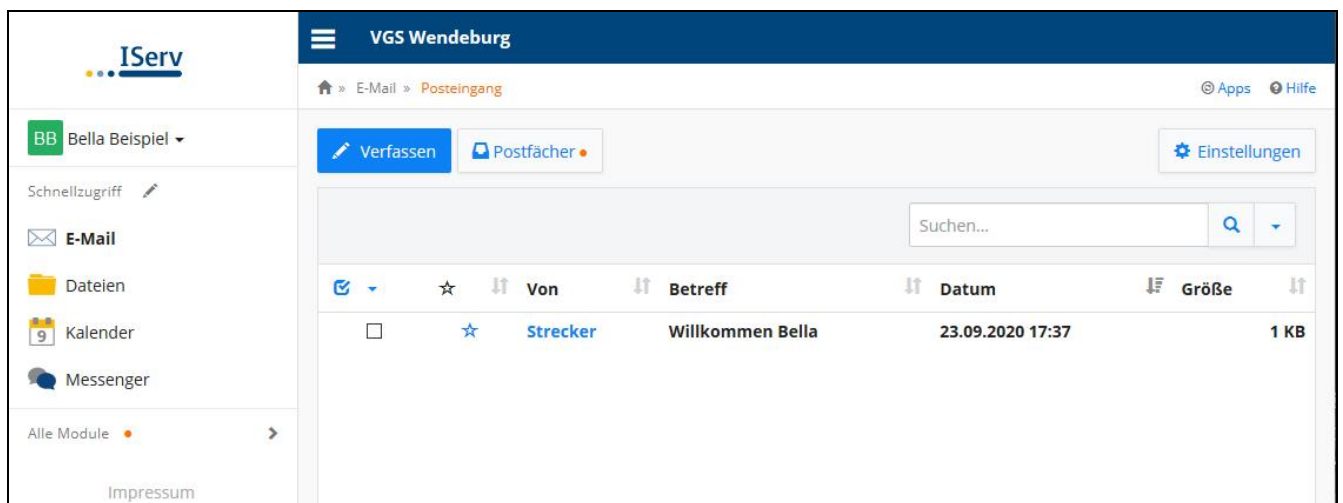 IServ
BB Bella Beispiel
Schnellzugriff
E-Mail
Dateien
9 Kalender
Messenger
Alle Module
Impressum
VGS Wendeburg
» E-Mail » Posteingang
Apps Hilfe
Verfassen Postfächer Einstellungen
Suchen...
Von Betreff Datum Größe
Strecker Willkommen Bella 23.09.2020 17:37 1 KB